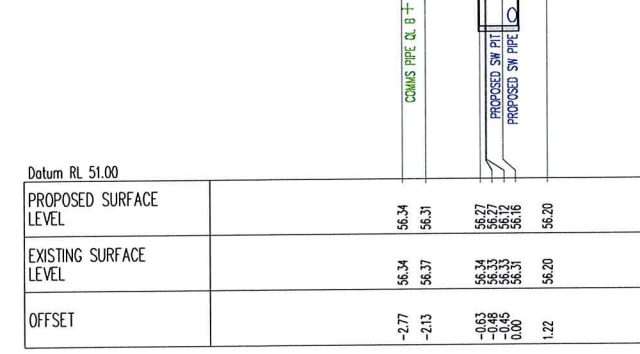 COMMS PIPE QL B
PROPOSED SW PIT
PROPOSED SW PIPE
Datum RL 51.00
PROPOSED SURFACE
LEVEL
56.34 56.31 56.27 56.27 56.12 56.16 56.20
EXISTING SURFACE
LEVEL
56.34 56.37 56.34 56.33 56.33 56.31 56.20
OFFSET
-2.77 -2.13 -0.63 -0.48 -0.45 0.00 1.22